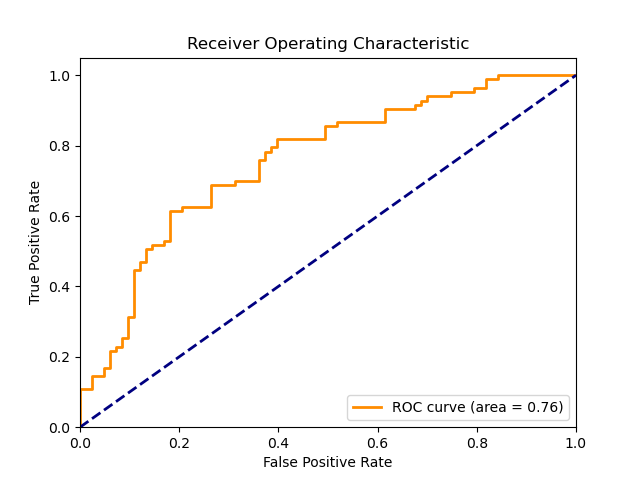 Receiver Operating Characteristic
1.0
0.8
0.6
0.4
0.2
0.0
True Positive Rate
ROC curve (area = 0.76)
0.0 0.2 0.4 0.6 0.8 1.0
False Positive Rate